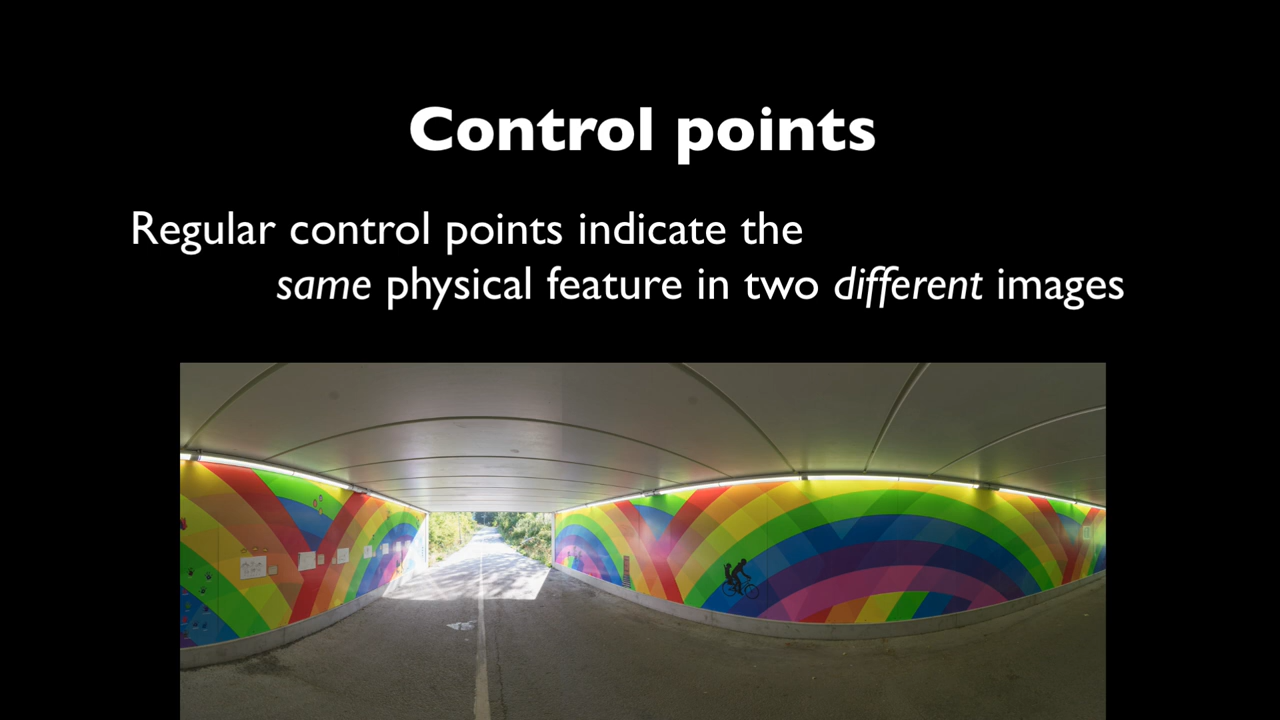 Control points
Regular control points indicate the
same physical feature in two different images